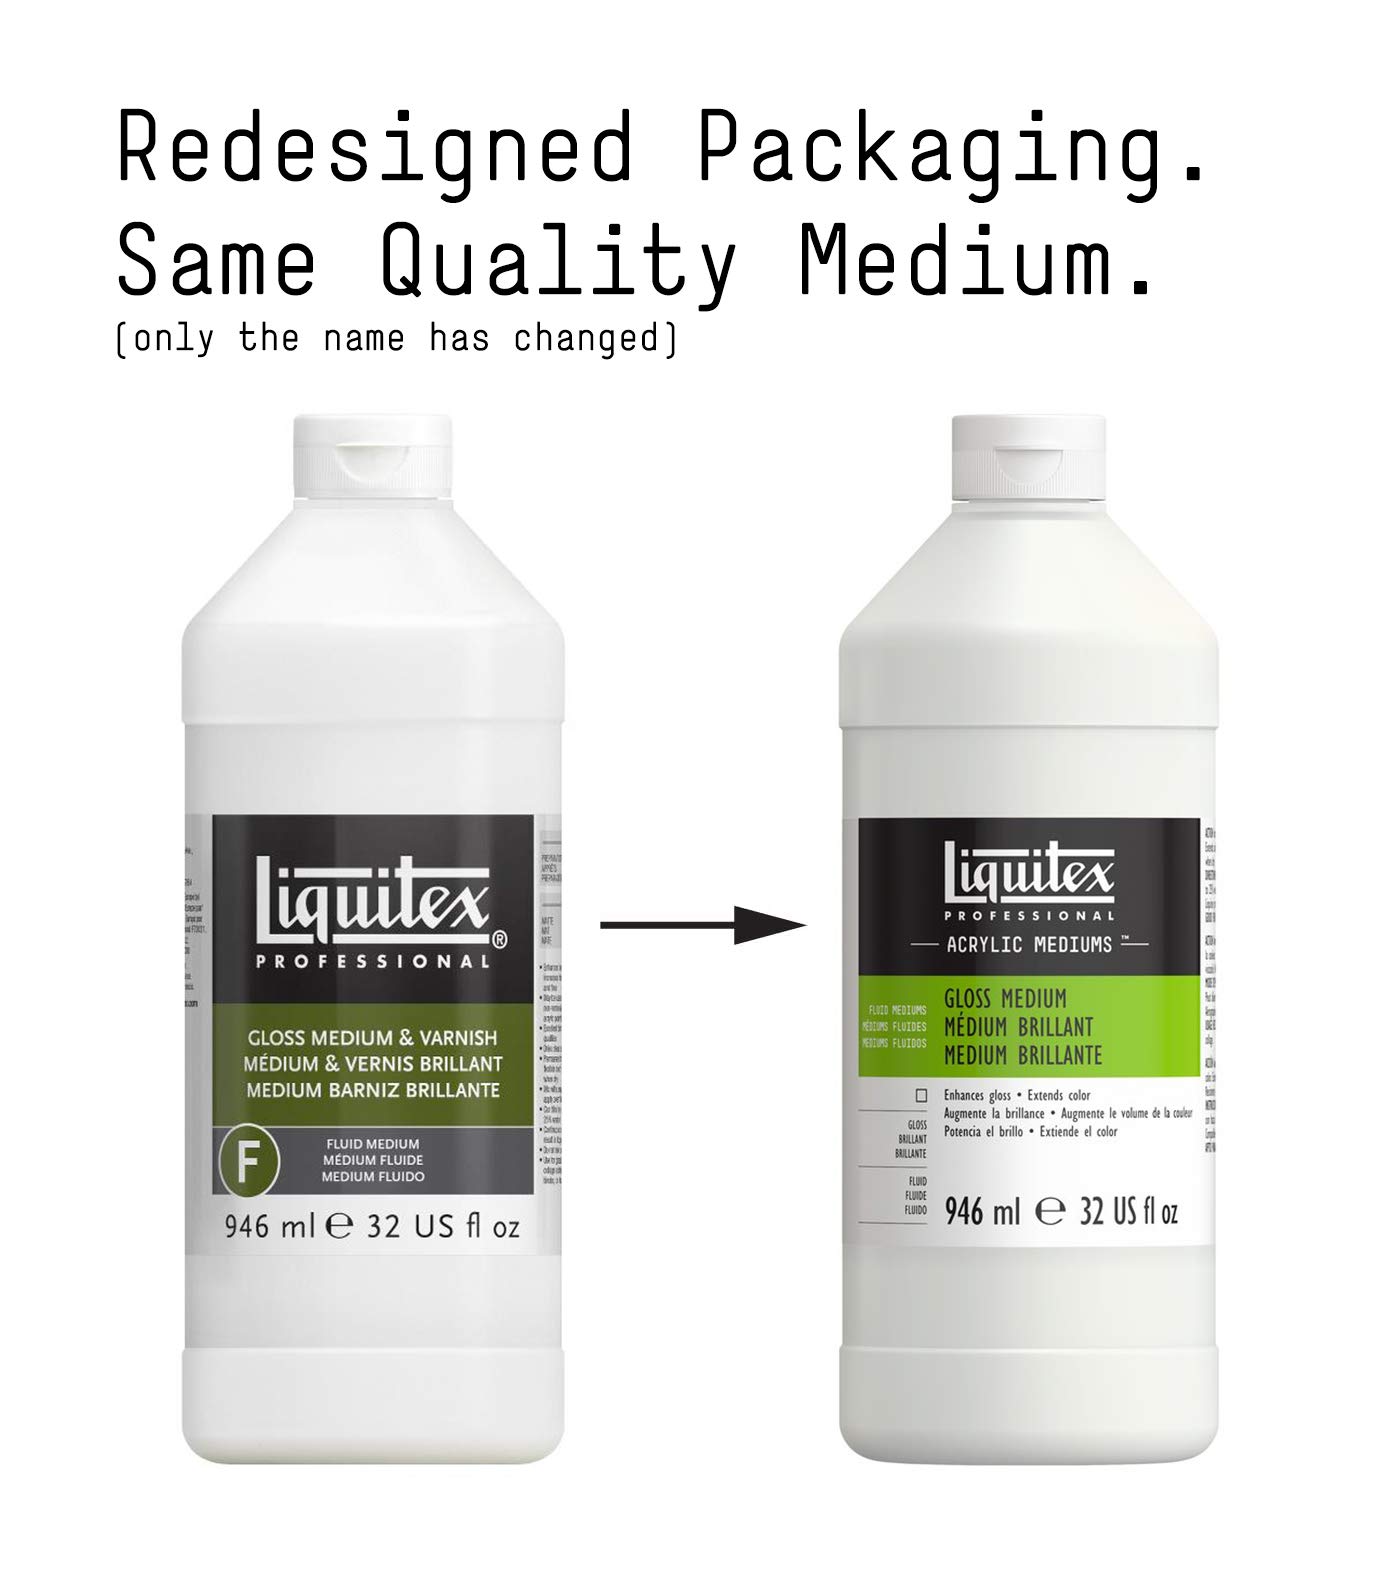 Redesigned Packaging.
Same Quality Medium.
(only the name has changed)
Liquitex®
PROFESSIONAL
GLOSS MEDIUM & VARNISH
MÉDIUM & VERNIS BRILLANT
MEDIUM BARNIZ BRILLANTE
F
FLUID MEDIUM
MÉDIUM FLUIDE
MEDIUM FLUIDO
946 ml ℮ 32 US fl oz
Liquitex
PROFESSIONAL
ACRYLIC MEDIUMS™
FLUID MEDIUMS
MÉDIUMS FLUIDES
MEDIUMS FLUIDOS
GLOSS MEDIUM
MÉDIUM BRILLANT
MEDIUM BRILLANTE
Enhances gloss • Extends color
Augmente la brillance • Augmente le volume de la couleur
Potencia el brillo • Extiende el color
GLOSS
BRILLANT
BRILLANTE
FLUID
FLUIDE
FLUIDO
946 ml ℮ 32 US fl oz